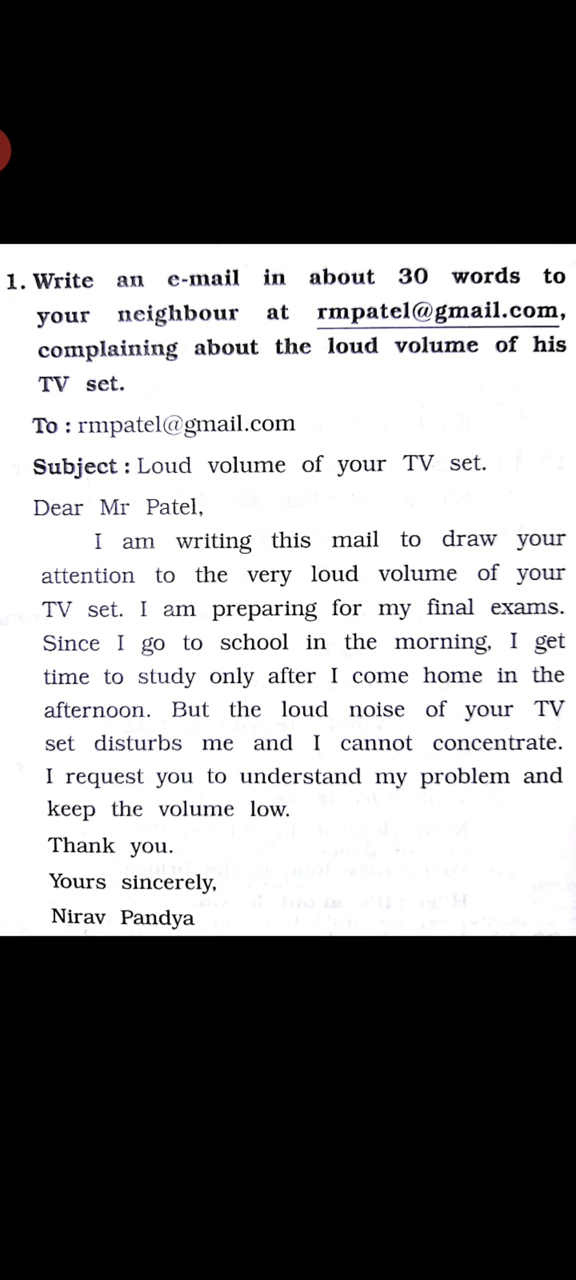 1. Write an e-mail in about 30 words to
your neighbour at rmpatel@gmail.com,
complaining about the loud volume of his
TV set.
To : rmpatel@gmail.com
Subject : Loud volume of your TV set.
Dear Mr Patel,
I am writing this mail to draw your
attention to the very loud volume of your
TV set. I am preparing for my final exams.
Since I go to school in the morning, I get
time to study only after I come home in the
afternoon. But the loud noise of your TV
set disturbs me and I cannot concentrate.
I request you to understand my problem and
keep the volume low.
Thank you.
Yours sincerely,
Nirav Pandya